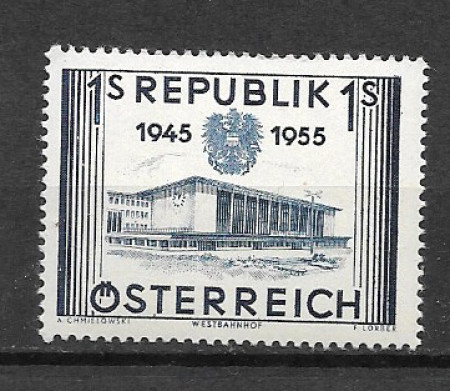 1S REPUBLIK 1S
1945 1955
ÖSTERREICH
A. CHMIELOWSKI WESTBAHNHOF F. LORBER